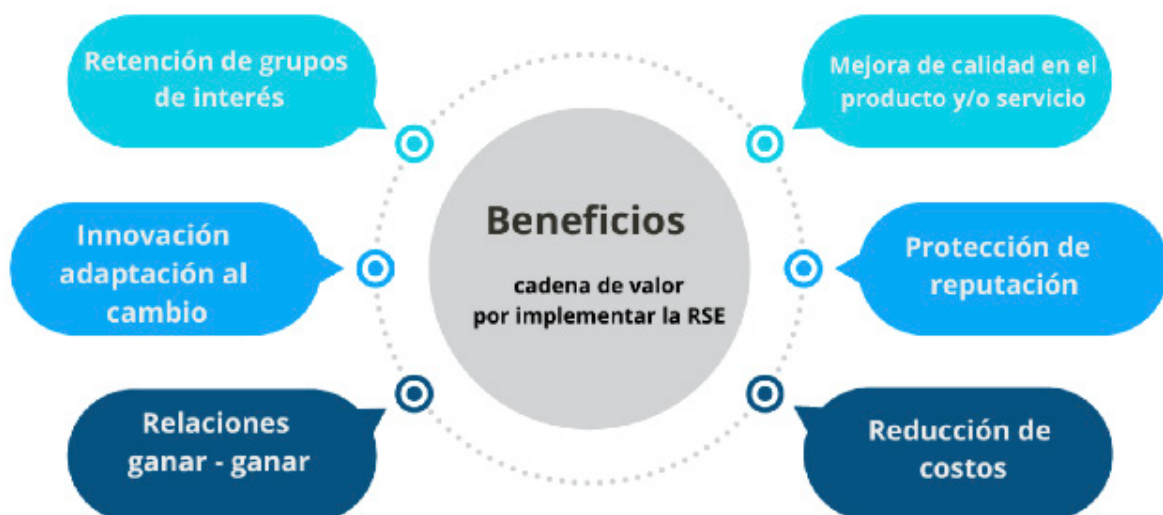 Retención de grupos
de interés
Mejora de calidad en el
producto y/o servicio
Beneficios
cadena de valor
por implementar la RSE
Innovación
adaptación al
cambio
Protección de
reputación
Relaciones
ganar - ganar
Reducción de
costos